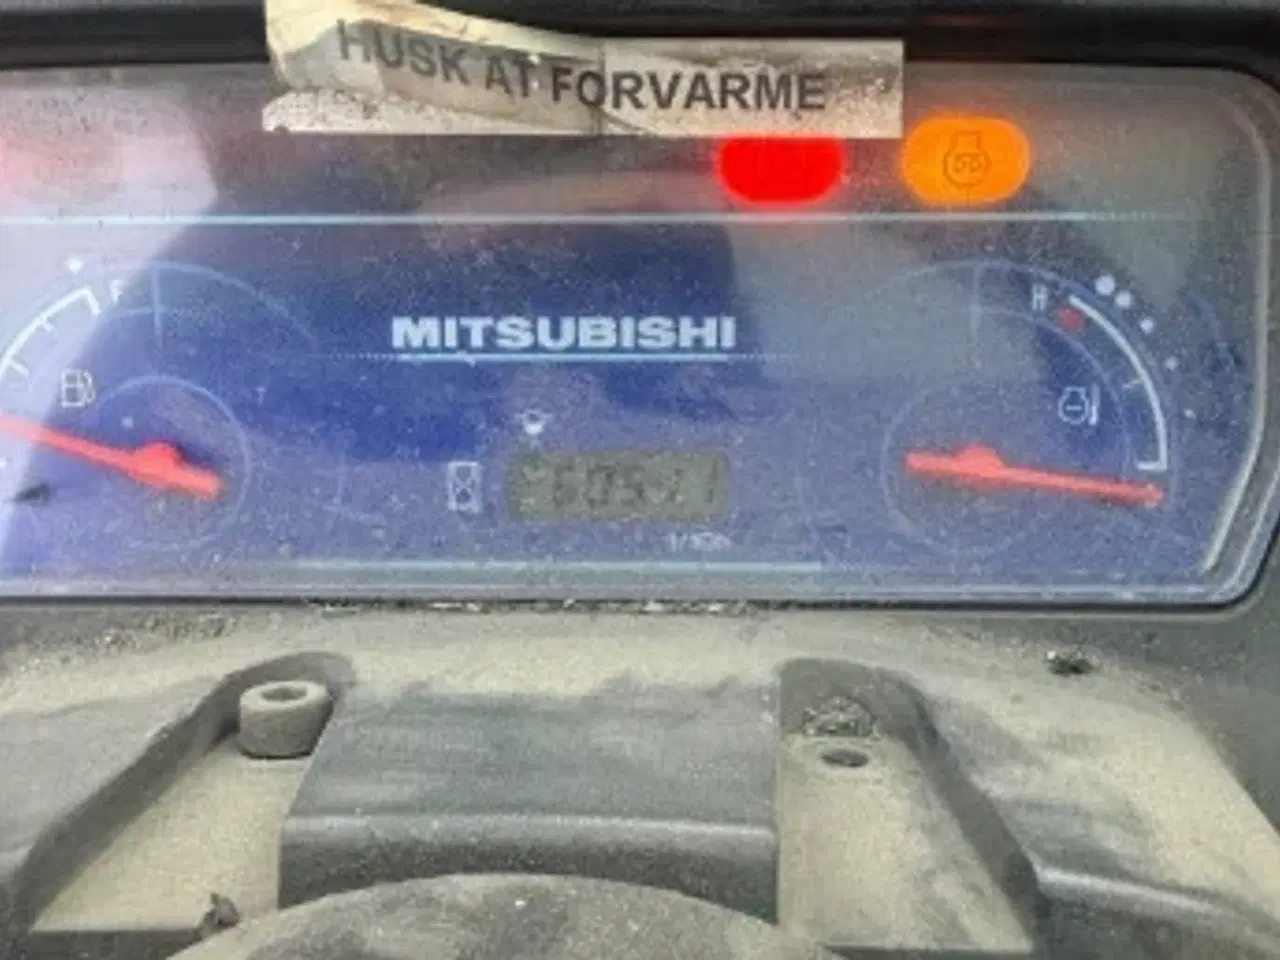 HUSK AT FORVARME
F
H
MITSUBISHI